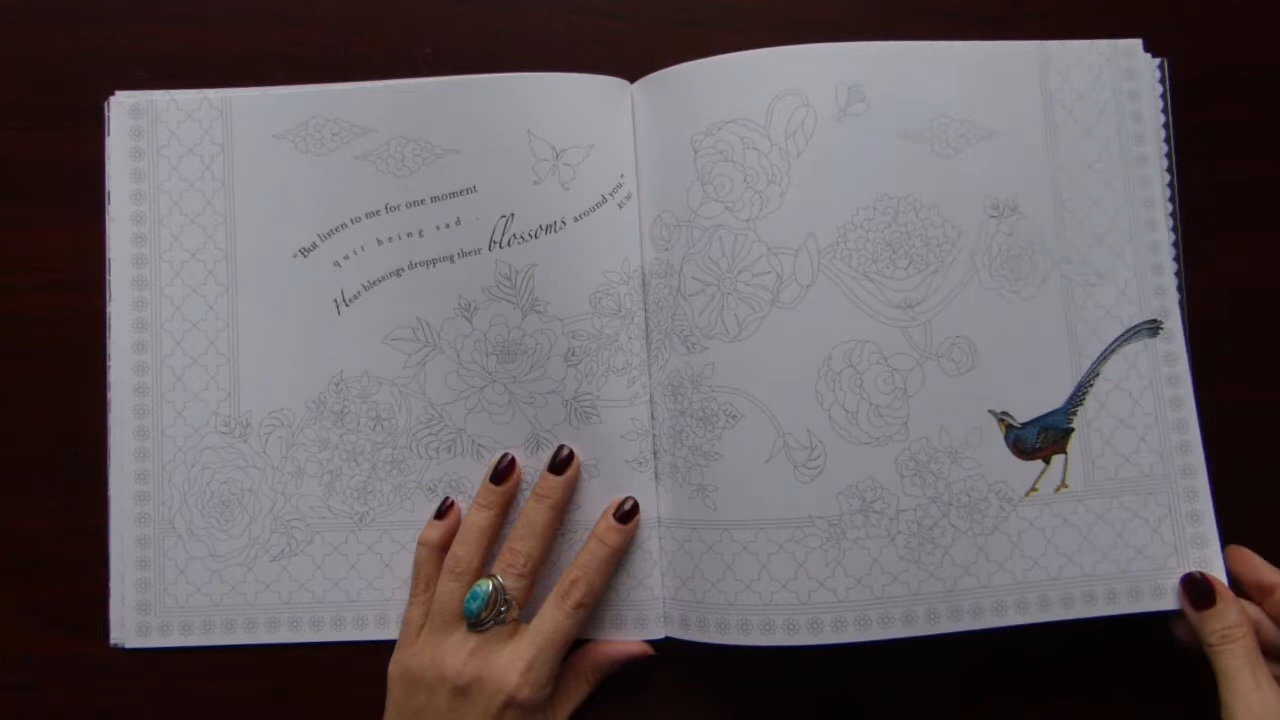 "But listen to me for one moment
quit being sad
Hear blessings dropping their blossoms around you."
RUMI